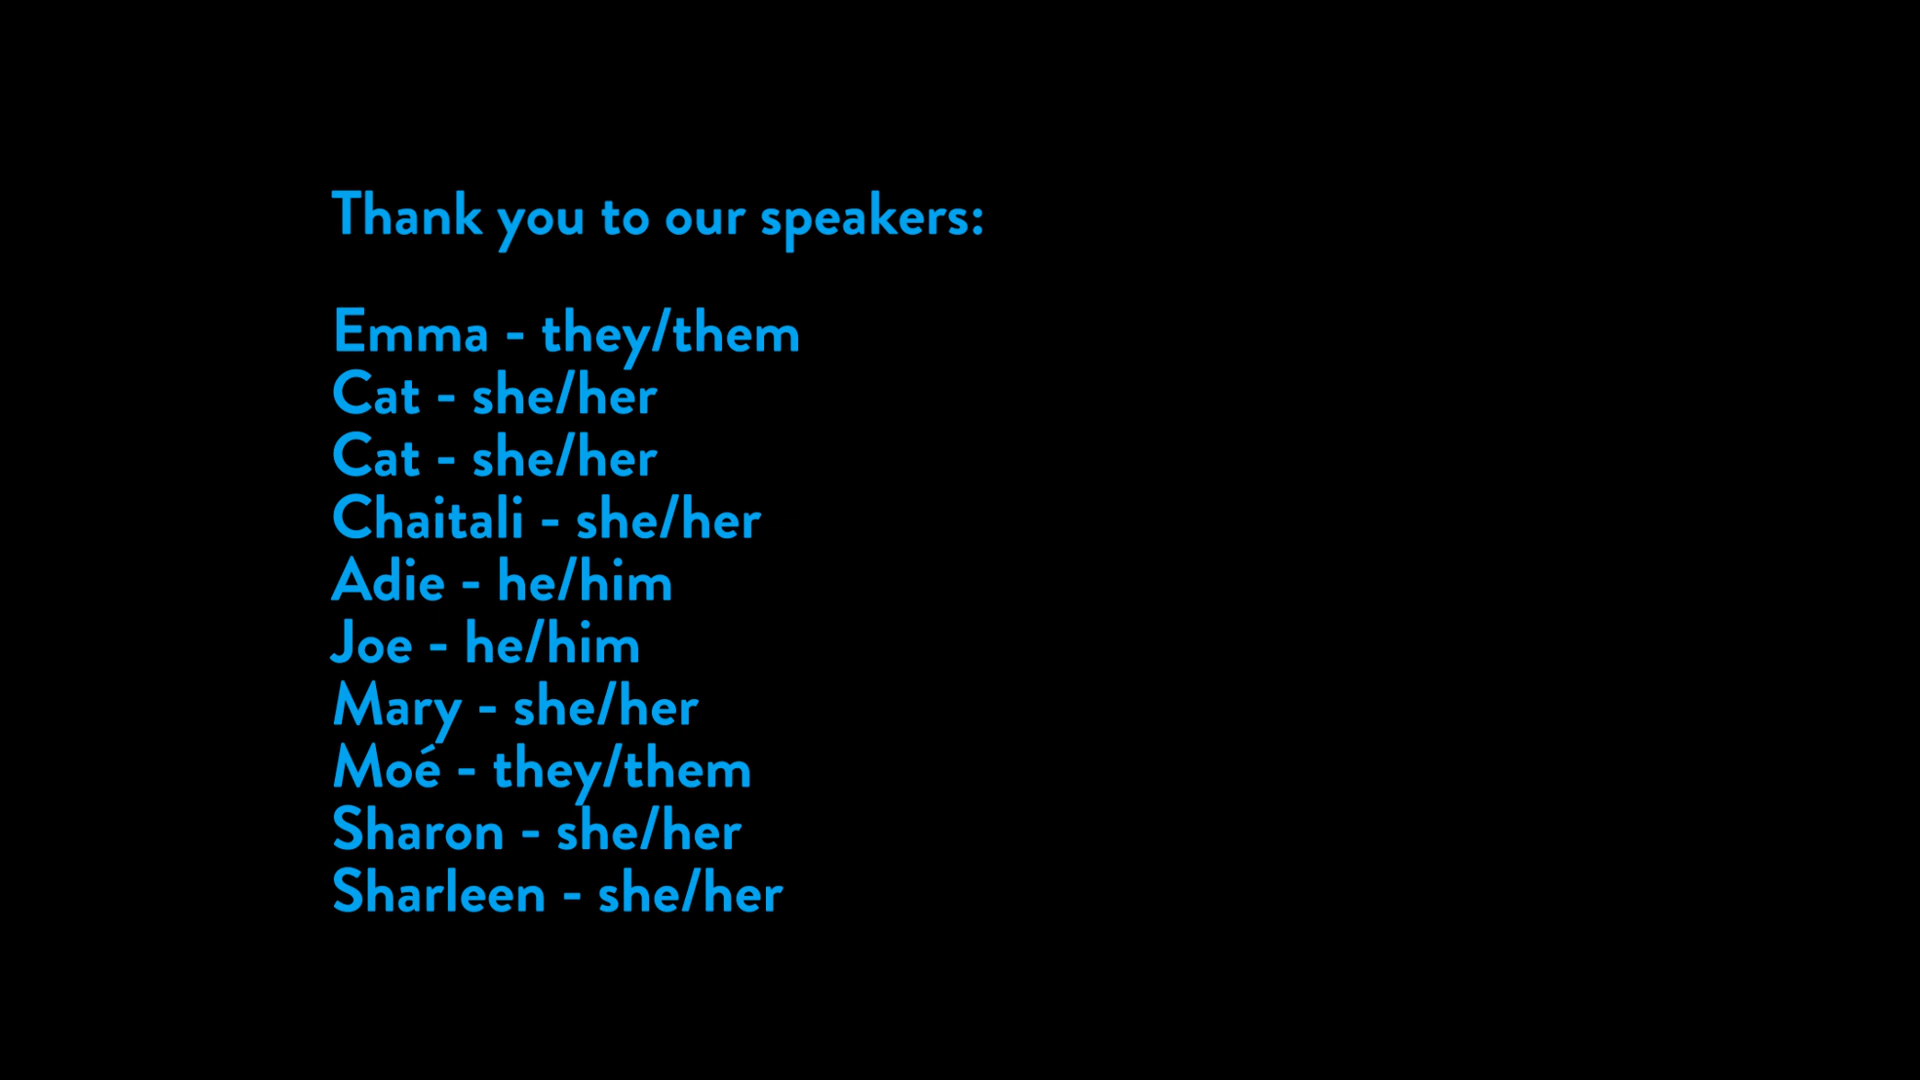 Thank you to our speakers:
Emma - they/them
Cat - she/her
Cat - she/her
Chaitali - she/her
Adie - he/him
Joe - he/him
Mary - she/her
Moé - they/them
Sharon - she/her
Sharleen - she/her